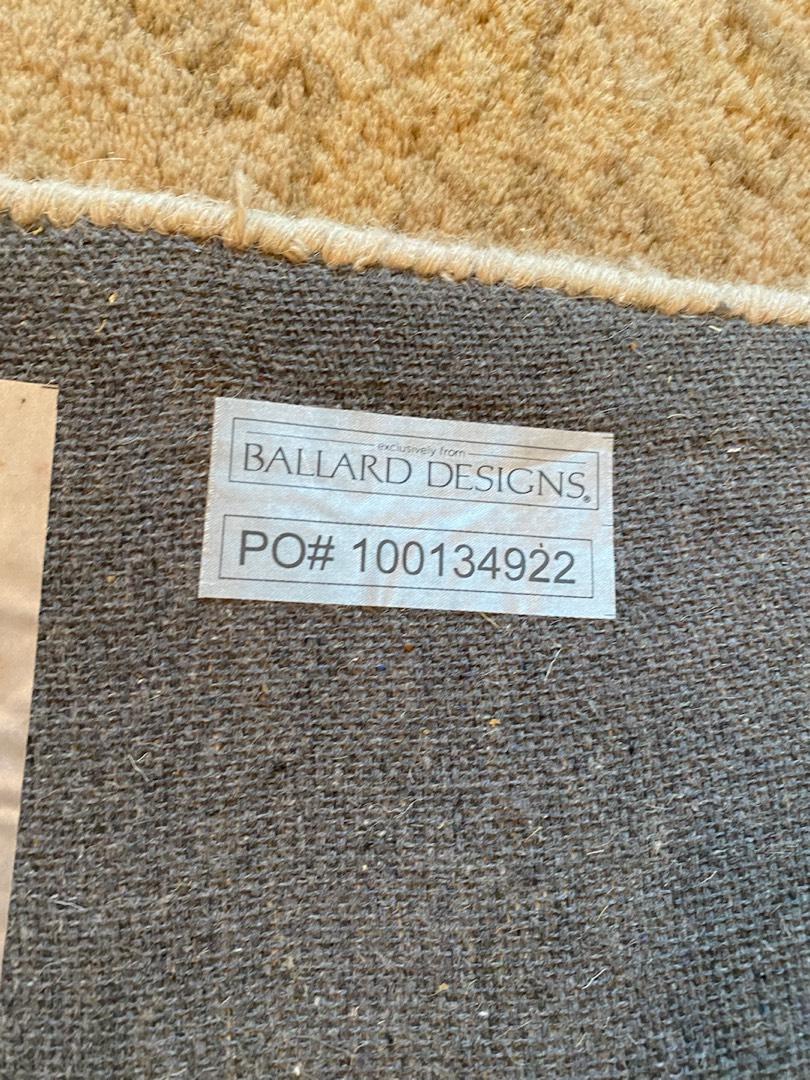 exclusively from
BALLARD DESIGNS®
PO# 100134922